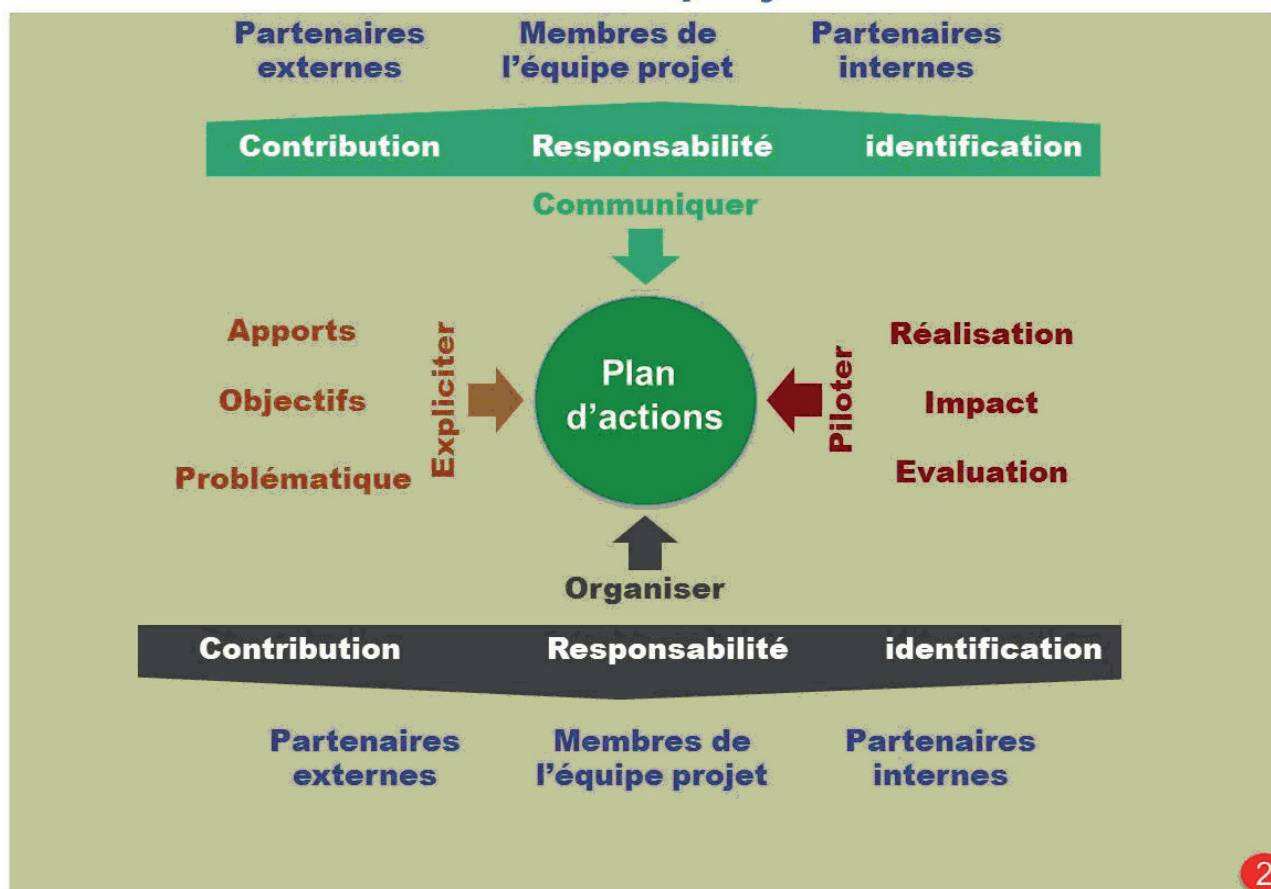 Partenaires externes
Membres de l'équipe projet
Partenaires internes
Contribution Responsabilité identification
Communiquer
Apports
Objectifs
Problématique
Expliciter
Plan d'actions
Piloter
Réalisation
Impact
Evaluation
Organiser
Contribution Responsabilité identification
Partenaires externes
Membres de l'équipe projet
Partenaires internes
2